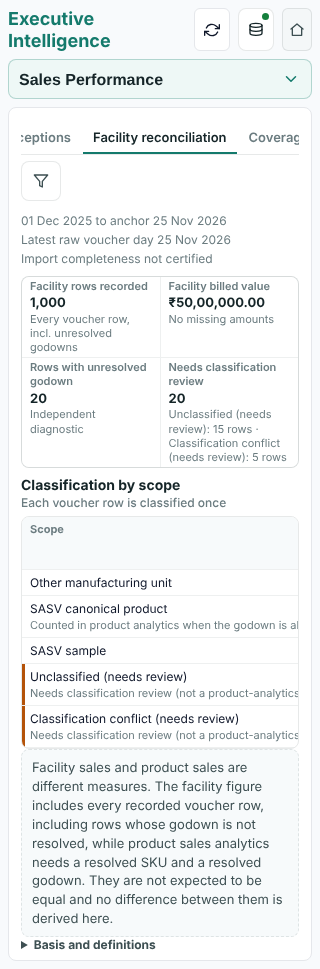 Executive
Intelligence
Sales Performance
ceptions Facility reconciliation Coverag
01 Dec 2025 to anchor 25 Nov 2026
Latest raw voucher day 25 Nov 2026
Import completeness not certified
Facility rows recorded
1,000
Every voucher row,
incl. unresolved
godowns
Facility billed value
₹50,00,000.00
No missing amounts
Rows with unresolved
godown
20
Independent
diagnostic
Needs classification
review
20
Unclassified (needs
review): 15 rows ·
Classification conflict
(needs review): 5 rows
Classification by scope
Each voucher row is classified once
Scope
Other manufacturing unit
SASV canonical product
Counted in product analytics when the godown is al
SASV sample
Unclassified (needs review)
Needs classification review (not a product-analytics
Classification conflict (needs review)
Needs classification review (not a product-analytics
Facility sales and product sales are
different measures. The facility figure
includes every recorded voucher row,
including rows whose godown is not
resolved, while product sales analytics
needs a resolved SKU and a resolved
godown. They are not expected to be
equal and no difference between them is
derived here.
Basis and definitions